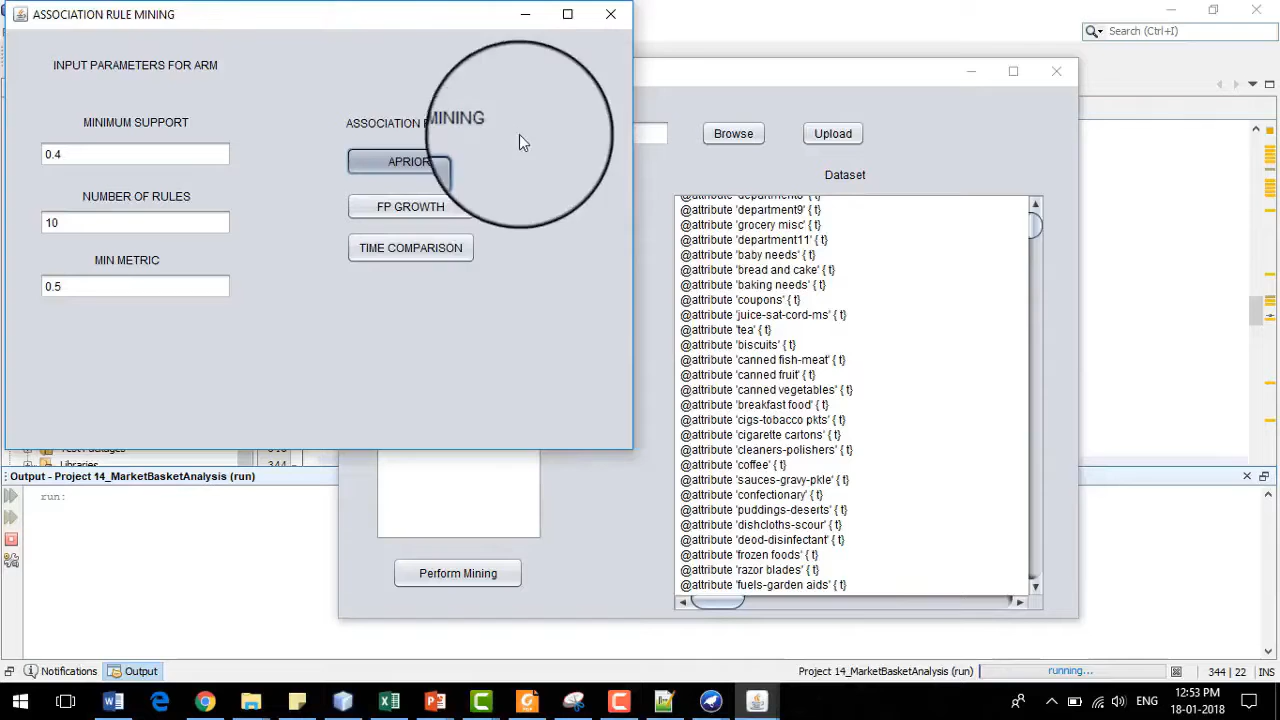 ASSOCIATION RULE MINING
Search (Ctrl+I)
INPUT PARAMETERS FOR ARM
MINIMUM SUPPORT
0.4
NUMBER OF RULES
10
MIN METRIC
0.5
ASSOCIATION
MINING
APRIOR
FP GROWTH
TIME COMPARISON
Browse
Upload
Dataset
@attribute 'department9' { t}
@attribute 'grocery misc' { t}
@attribute 'department11' { t}
@attribute 'baby needs' { t}
@attribute 'bread and cake' { t}
@attribute 'baking needs' { t}
@attribute 'coupons' { t}
@attribute 'juice-sat-cord-ms' { t}
@attribute 'tea' { t}
@attribute 'biscuits' { t}
@attribute 'canned fish-meat' { t}
@attribute 'canned fruit' { t}
@attribute 'canned vegetables' { t}
@attribute 'breakfast food' { t}
@attribute 'cigs-tobacco pkts' { t}
@attribute 'cigarette cartons' { t}
@attribute 'cleaners-polishers' { t}
@attribute 'coffee' { t}
@attribute 'sauces-gravy-pkle' { t}
@attribute 'confectionary' { t}
@attribute 'puddings-deserts' { t}
@attribute 'dishcloths-scour' { t}
@attribute 'deod-disinfectant' { t}
@attribute 'frozen foods' { t}
@attribute 'razor blades' { t}
@attribute 'fuels-garden aids' { t}
Perform Mining
Libraries
Output - Project 14_MarketBasketAnalysis (run)
run:
Notifications
Output
Project 14_MarketBasketAnalysis (run)
running...
344 | 22
INS
ENG
12:53 PM
18-01-2018